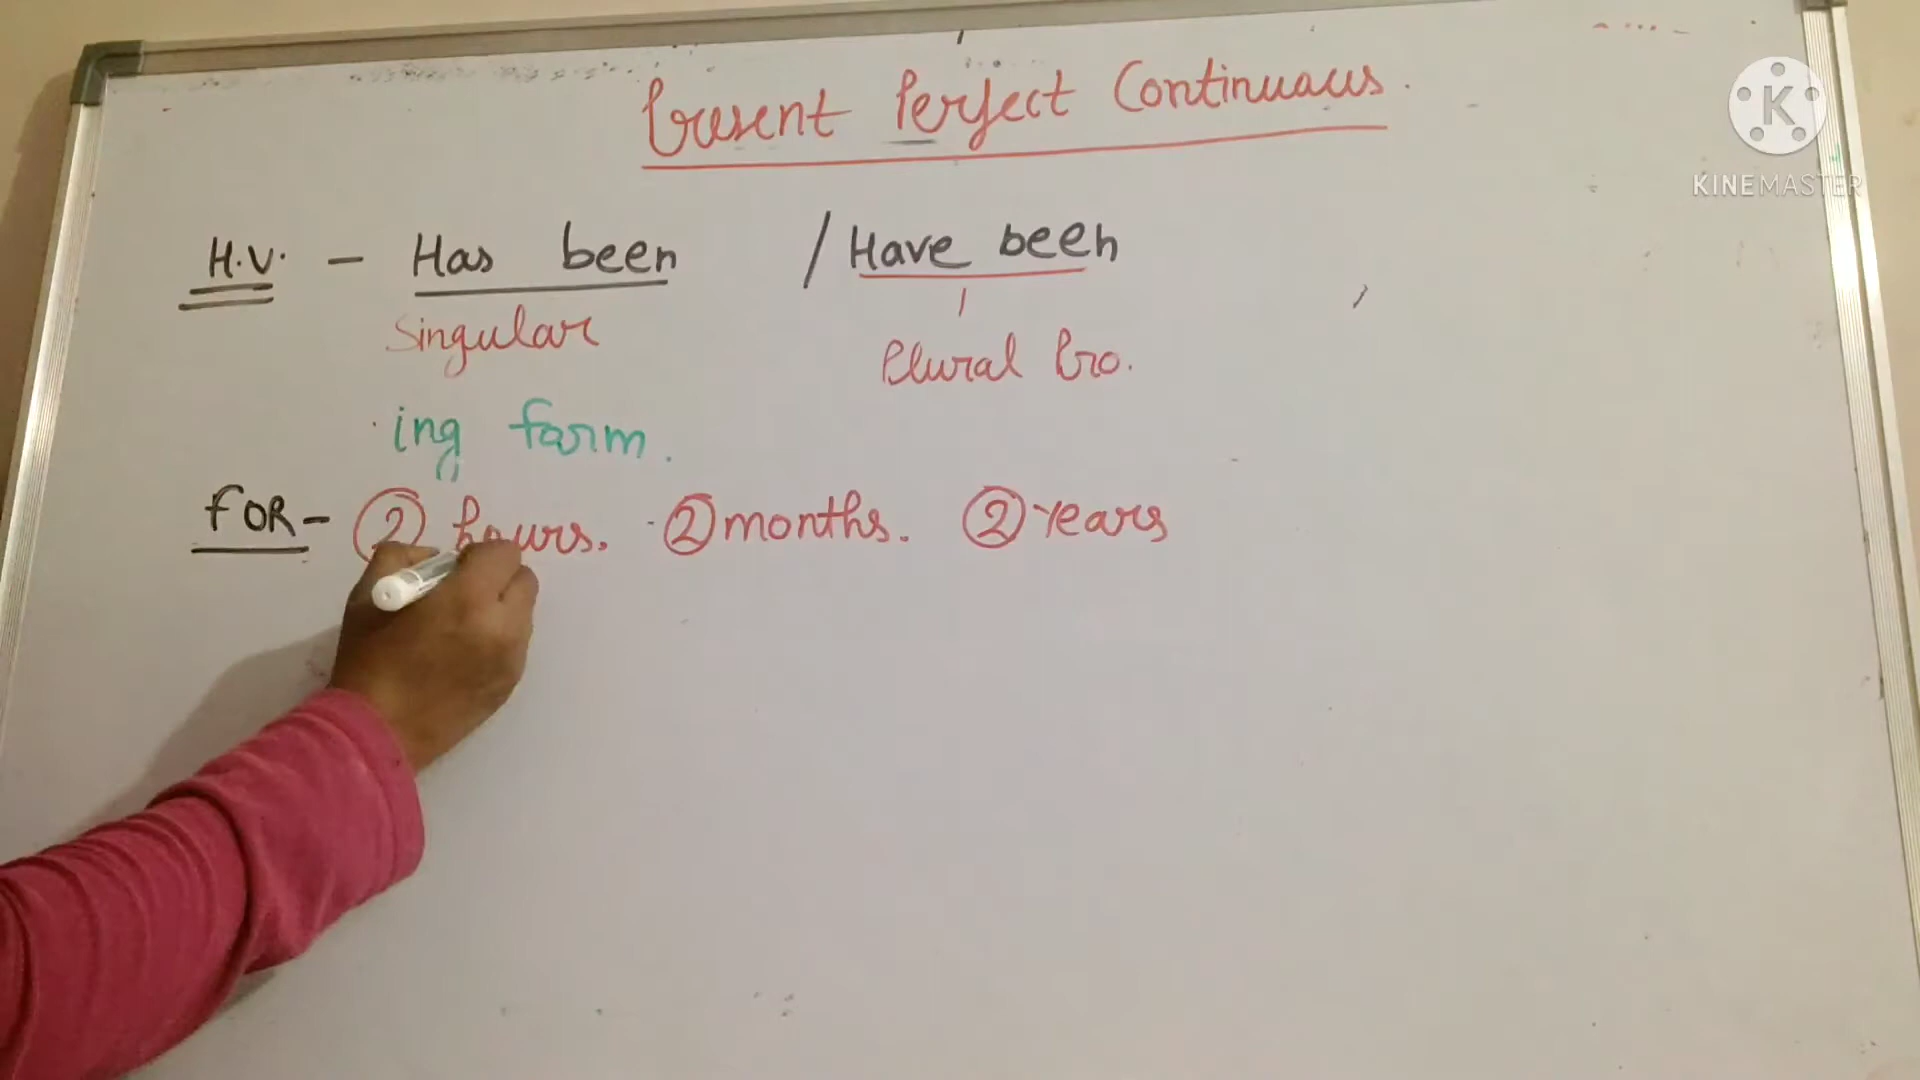 Present Perfect Continuous.
H.V. - Has been / Have been
Singular
Plural Pro.
ing form.
FOR - 2 hours. 2 months. 2 Years
K
KINEMASTER